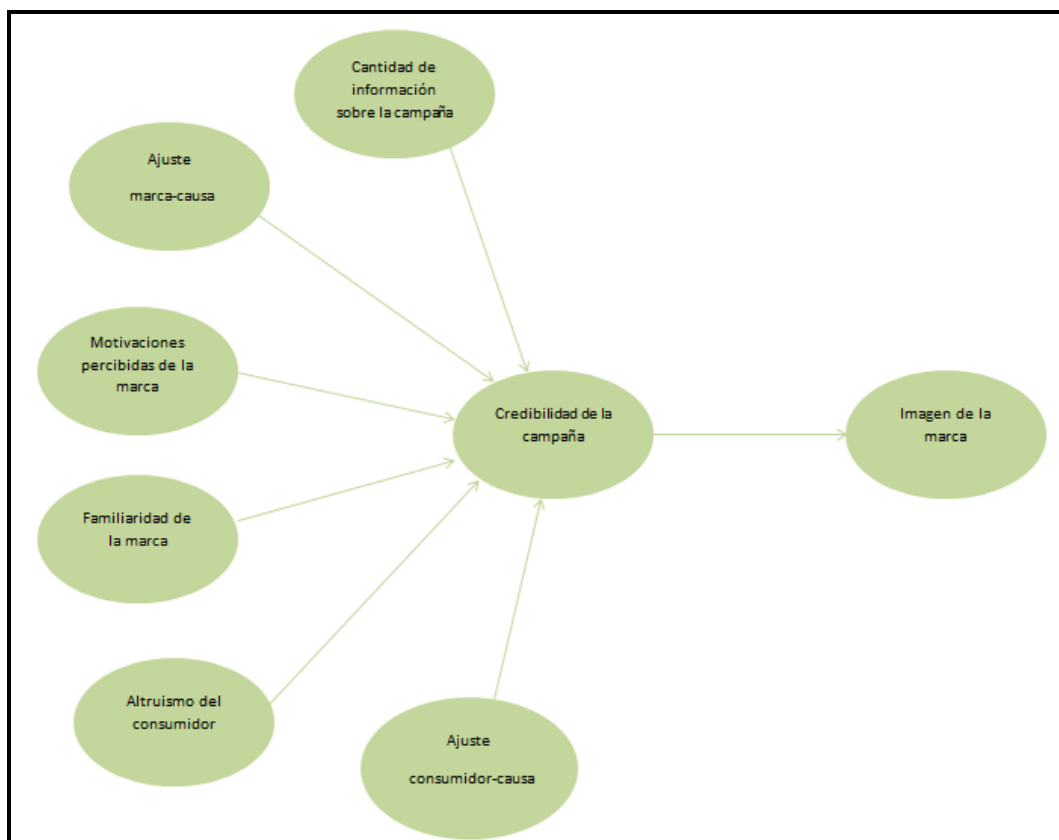 Cantidad de
información
sobre la campaña
Ajuste
marca-causa
Motivaciones
percibidas de la
marca
Credibilidad de la
campaña
Imagen de la
marca
Familiaridad de
la marca
Altruismo del
consumidor
Ajuste
consumidor-causa